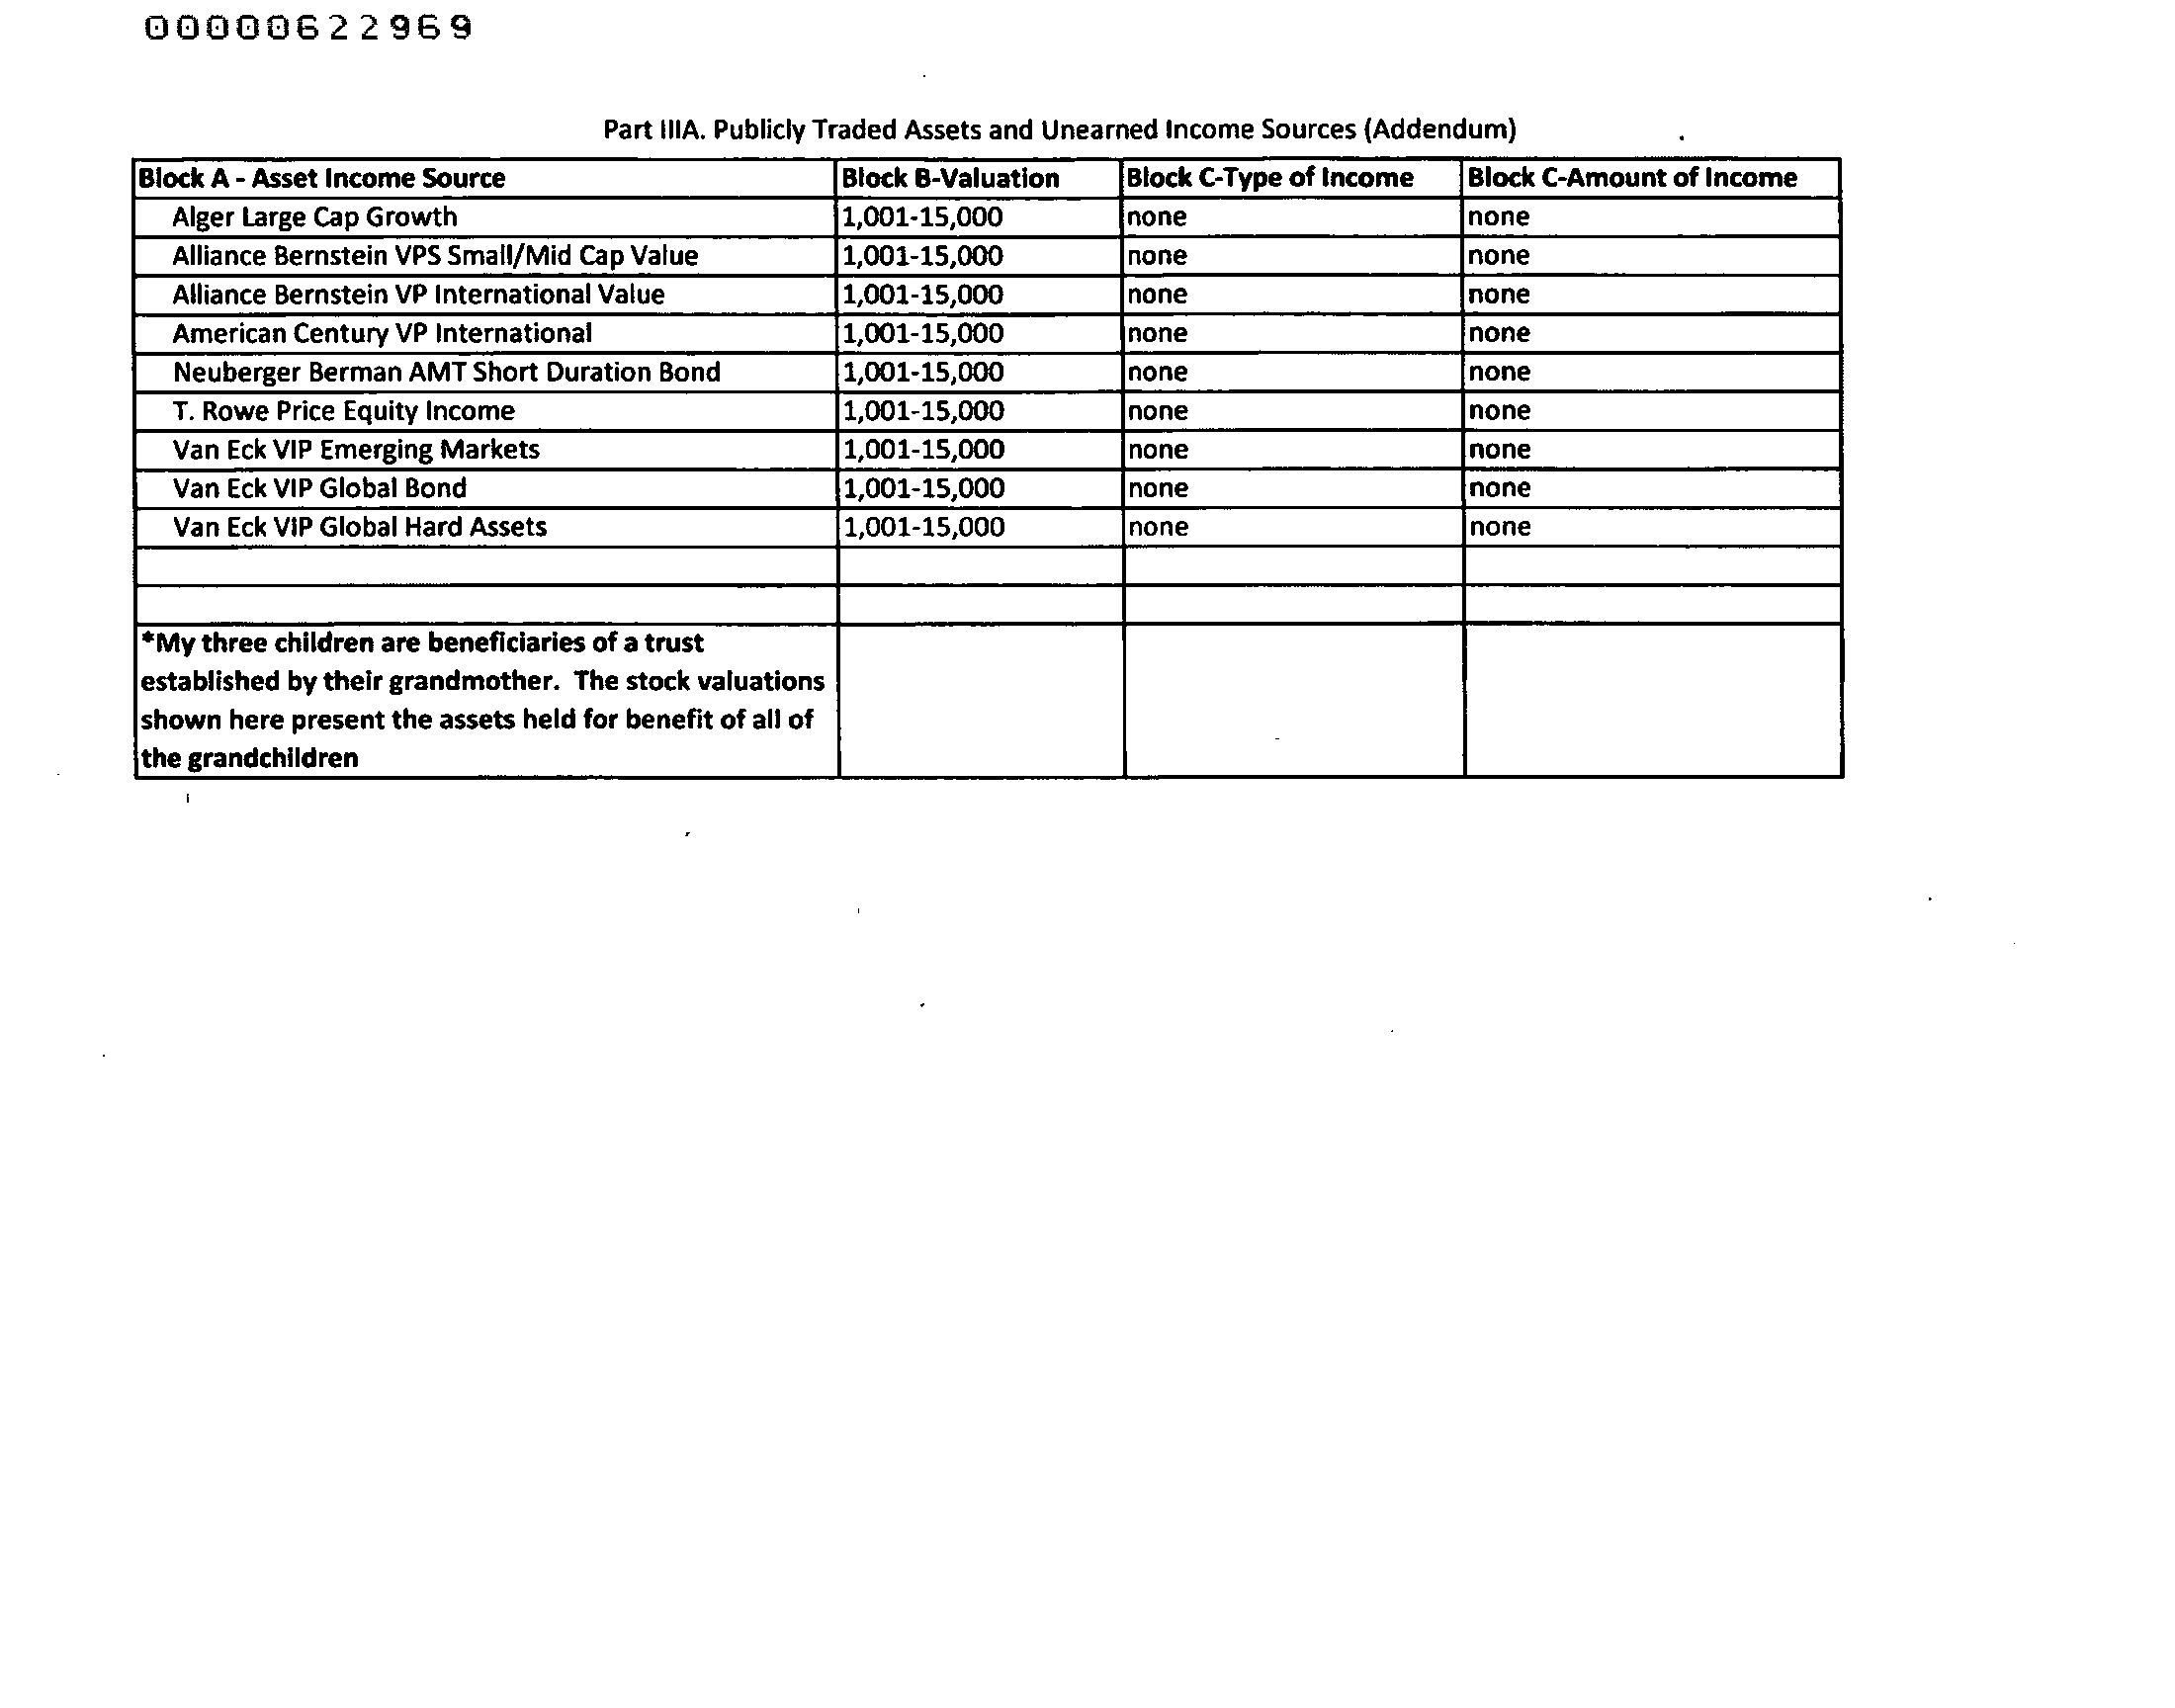 00000622969
Part IIIA. Publicly Traded Assets and Unearned Income Sources (Addendum)
Block A - Asset Income Source Block B-Valuation Block C-Type of Income Block C-Amount of Income
Alger Large Cap Growth 1,001-15,000 none none
Alliance Bernstein VPS Small/Mid Cap Value 1,001-15,000 none none
Alliance Bernstein VP International Value 1,001-15,000 none none
American Century VP International 1,001-15,000 none none
Neuberger Berman AMT Short Duration Bond 1,001-15,000 none none
T. Rowe Price Equity Income 1,001-15,000 none none
Van Eck VIP Emerging Markets 1,001-15,000 none none
Van Eck VIP Global Bond 1,001-15,000 none none
Van Eck VIP Global Hard Assets 1,001-15,000 none none
*My three children are beneficiaries of a trust
established by their grandmother. The stock valuations
shown here present the assets held for benefit of all of
the grandchildren